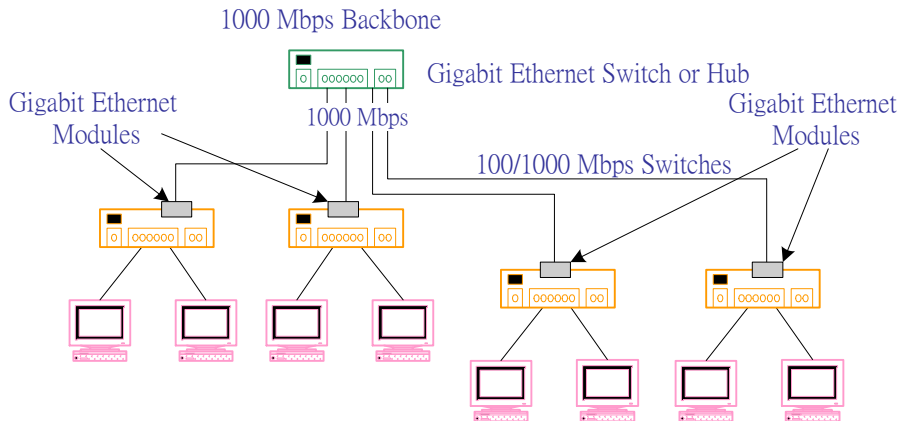 1000 Mbps Backbone
Gigabit Ethernet Switch or Hub
Gigabit Ethernet
Modules
1000 Mbps
Gigabit Ethernet
Modules
100/1000 Mbps Switches